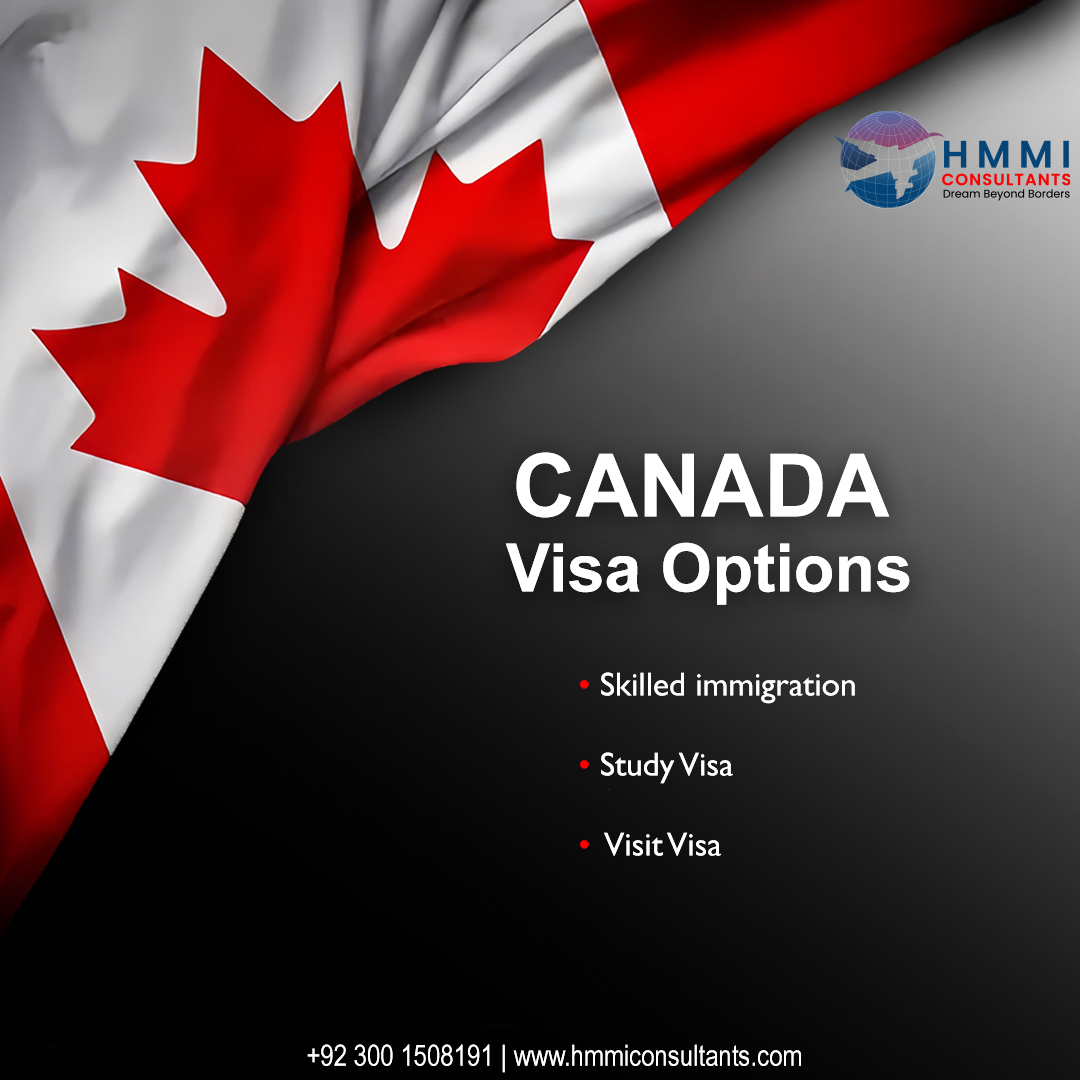 HMMI
CONSULTANTS
Dream Beyond Borders
CANADA
Visa Options
• Skilled immigration
• Study Visa
• Visit Visa
+92 300 1508191 | www.hmmiconsultants.com